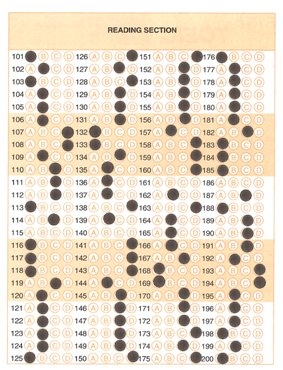 READING SECTION
101 B C D 126 A B C 151 A B C 176 B C D
102 A C D 127 A B D 152 A B D 177 A C D
103 B C D 128 A B C 153 A B D 178 A C D
104 A C D 129 A B D 154 A B D 179 A C D
105 A C D 130 A B D 155 A B D 180 A C D
106 A C D 131 A B D 156 A B D 181 A C D
107 A B C 132 B C D 157 A C D 182 A B D
108 A B C 133 B C D 158 A B C 183 B C D
109 A C D 134 A B D 159 A B C 184 B C D
110 A B D 135 A C D 160 A B C 185 B C D
111 A B D 136 A C D 161 A B C D 186 A B C D
112 A B D 137 A C D 162 A C D 187 A B D
113 B C D 138 A B C 163 A B C 188 B C D
114 A B D 139 A C D 164 A C D 189 A B D
115 A B C D 140 A B C D 165 A C D 190 A B D
116 B C D 141 A B C 166 A C D 191 A B D
117 B C D 142 A B C 167 A B D 192 A C D
118 B C D 143 A B C 168 B C D 193 A B C
119 A B D 144 A C D 169 B C D 194 A B C
120 A C D 145 A B D 170 A B D 195 A C D
121 A C D 146 A B D 171 A B D 196 A C D
122 A C D 147 A B D 172 A B D 197 A C D
123 A C D 148 A B D 173 A B D 198 B C D
124 A C D 149 A B D 174 A B D 199 A C D
125 B C D 150 A B C 175 A B C D 200 B C D